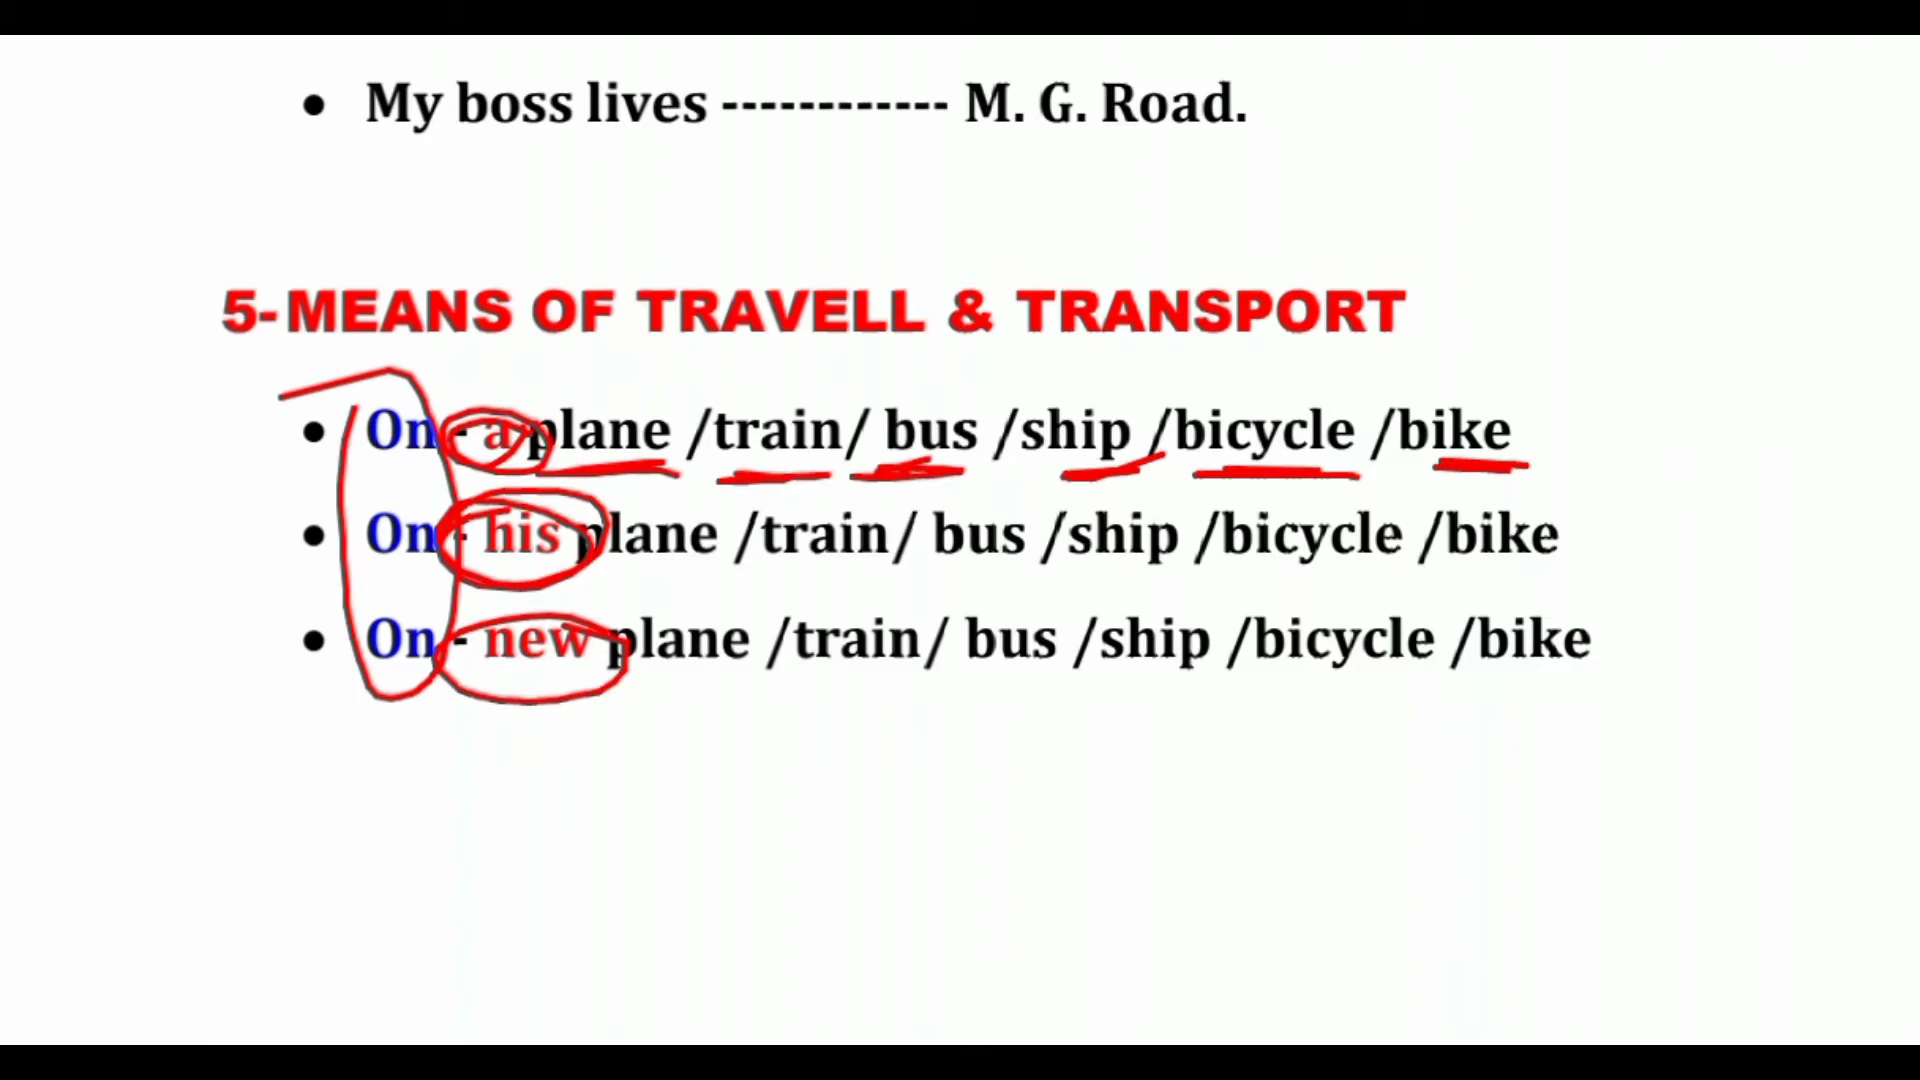 • My boss lives ------------ M. G. Road.
5-MEANS OF TRAVELL & TRANSPORT
• On - a plane /train/ bus /ship /bicycle /bike
• On - his plane /train/ bus /ship /bicycle /bike
• On - new plane /train/ bus /ship /bicycle /bike